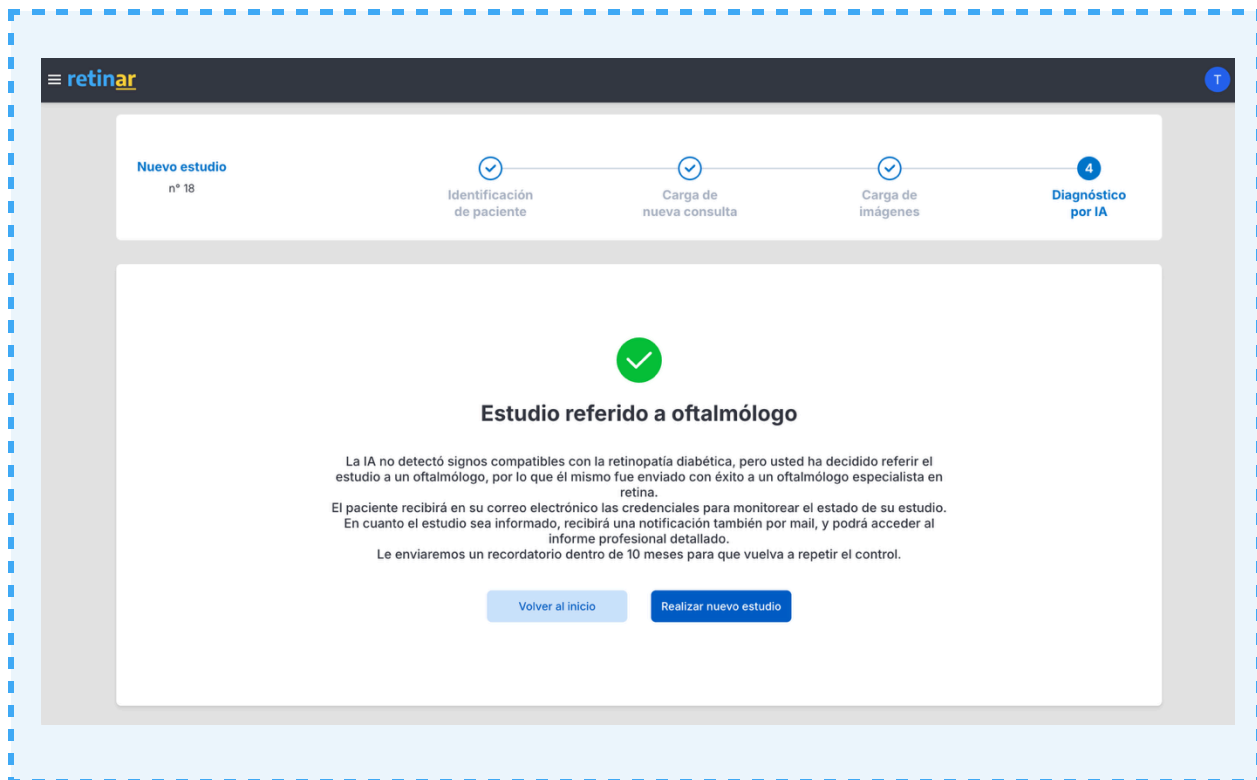 retinar
T
Nuevo estudio
n° 18
Identificación
de paciente
Carga de
nueva consulta
Carga de
imágenes
4
Diagnóstico
por IA
Estudio referido a oftalmólogo
La IA no detectó signos compatibles con la retinopatía diabética, pero usted ha decidido referir el
estudio a un oftalmólogo, por lo que él mismo fue enviado con éxito a un oftalmólogo especialista en
retina.
El paciente recibirá en su correo electrónico las credenciales para monitorear el estado de su estudio.
En cuanto el estudio sea informado, recibirá una notificación también por mail, y podrá acceder al
informe profesional detallado.
Le enviaremos un recordatorio dentro de 10 meses para que vuelva a repetir el control.
Volver al inicio
Realizar nuevo estudio